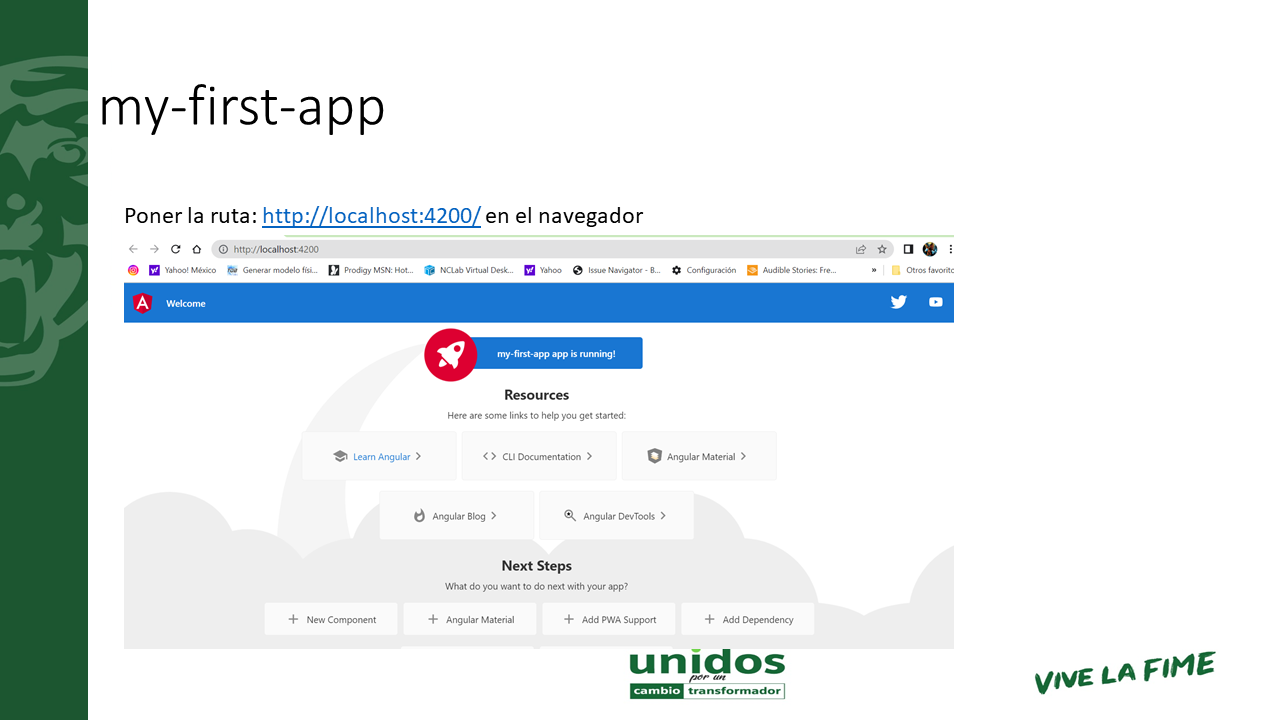 my-first-app
Poner la ruta: http://localhost:4200/ en el navegador
http://localhost:4200
Yahoo! México Generar modelo físi... Prodigy MSN: Hot... NCLab Virtual Desk... Yahoo Issue Navigator - B... Configuración Audible Stories: Fre... » Otros favorito
Welcome
my-first-app app is running!
Resources
Here are some links to help you get started:
Learn Angular CLI Documentation Angular Material
Angular Blog Angular DevTools
Next Steps
What do you want to do next with your app?
New Component Angular Material Add PWA Support Add Dependency
unidos
por un
cambio transformador
VIVE LA FIME